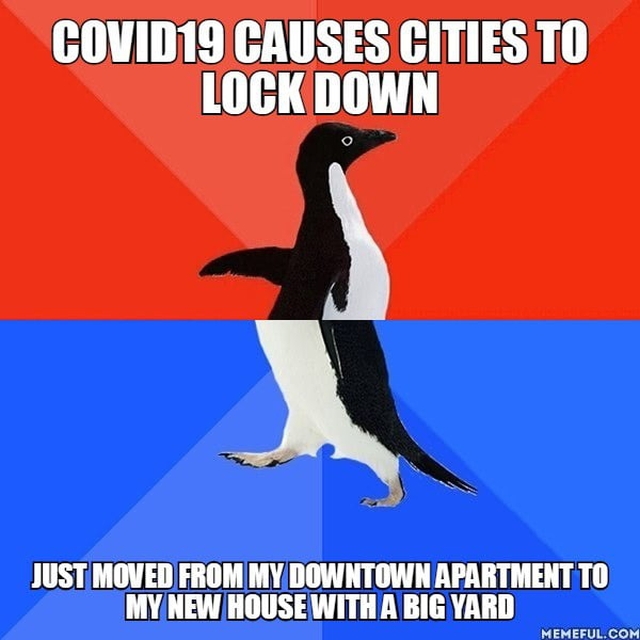 COVID19 CAUSES CITIES TO
LOCK DOWN
JUST MOVED FROM MY DOWNTOWN APARTMENT TO
MY NEW HOUSE WITH A BIG YARD
MEMEFUL.COM